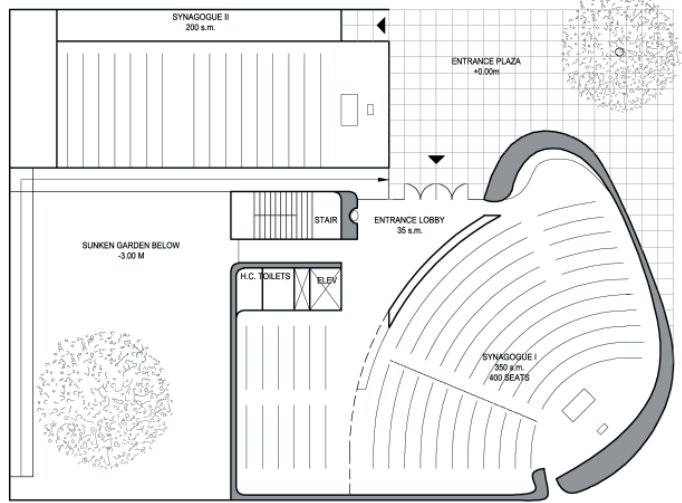 SYNAGOGUE II
200 s.m.
ENTRANCE PLAZA
+0.00m
STAIR
ENTRANCE LOBBY
35 s.m.
SUNKEN GARDEN BELOW
-3.00 M
H.C. TOILETS
ELEV
SYNAGOGUE I
350 s.m.
400 SEATS